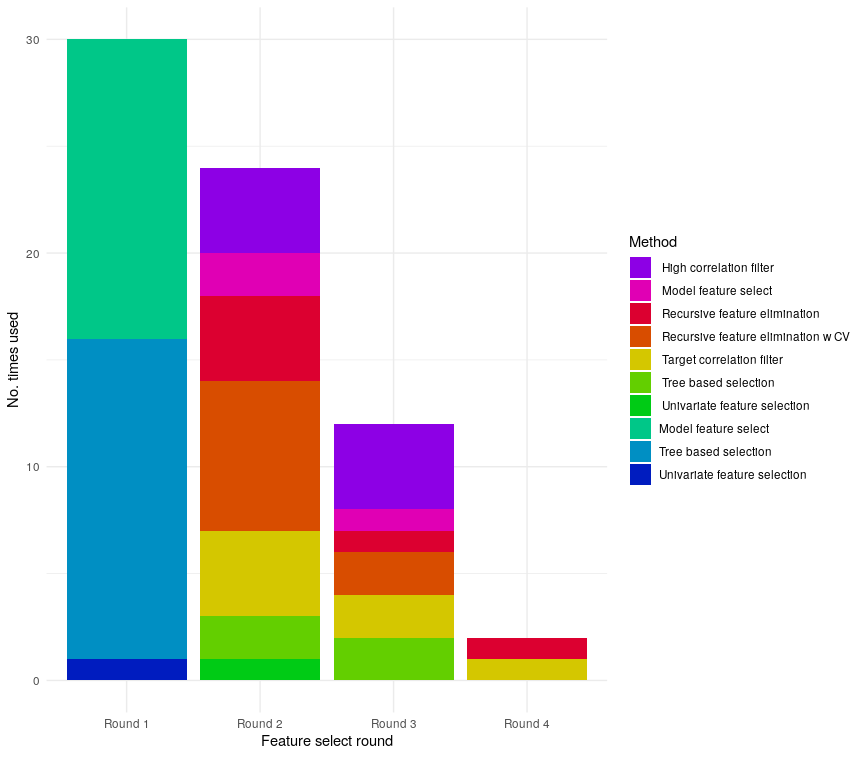 30
20
10
0
No. times used
Round 1
Round 2
Round 3
Round 4
Feature select round
Method
High correlation filter
Model feature select
Recursive feature elimination
Recursive feature elimination w CV
Target correlation filter
Tree based selection
Univariate feature selection
Model feature select
Tree based selection
Univariate feature selection